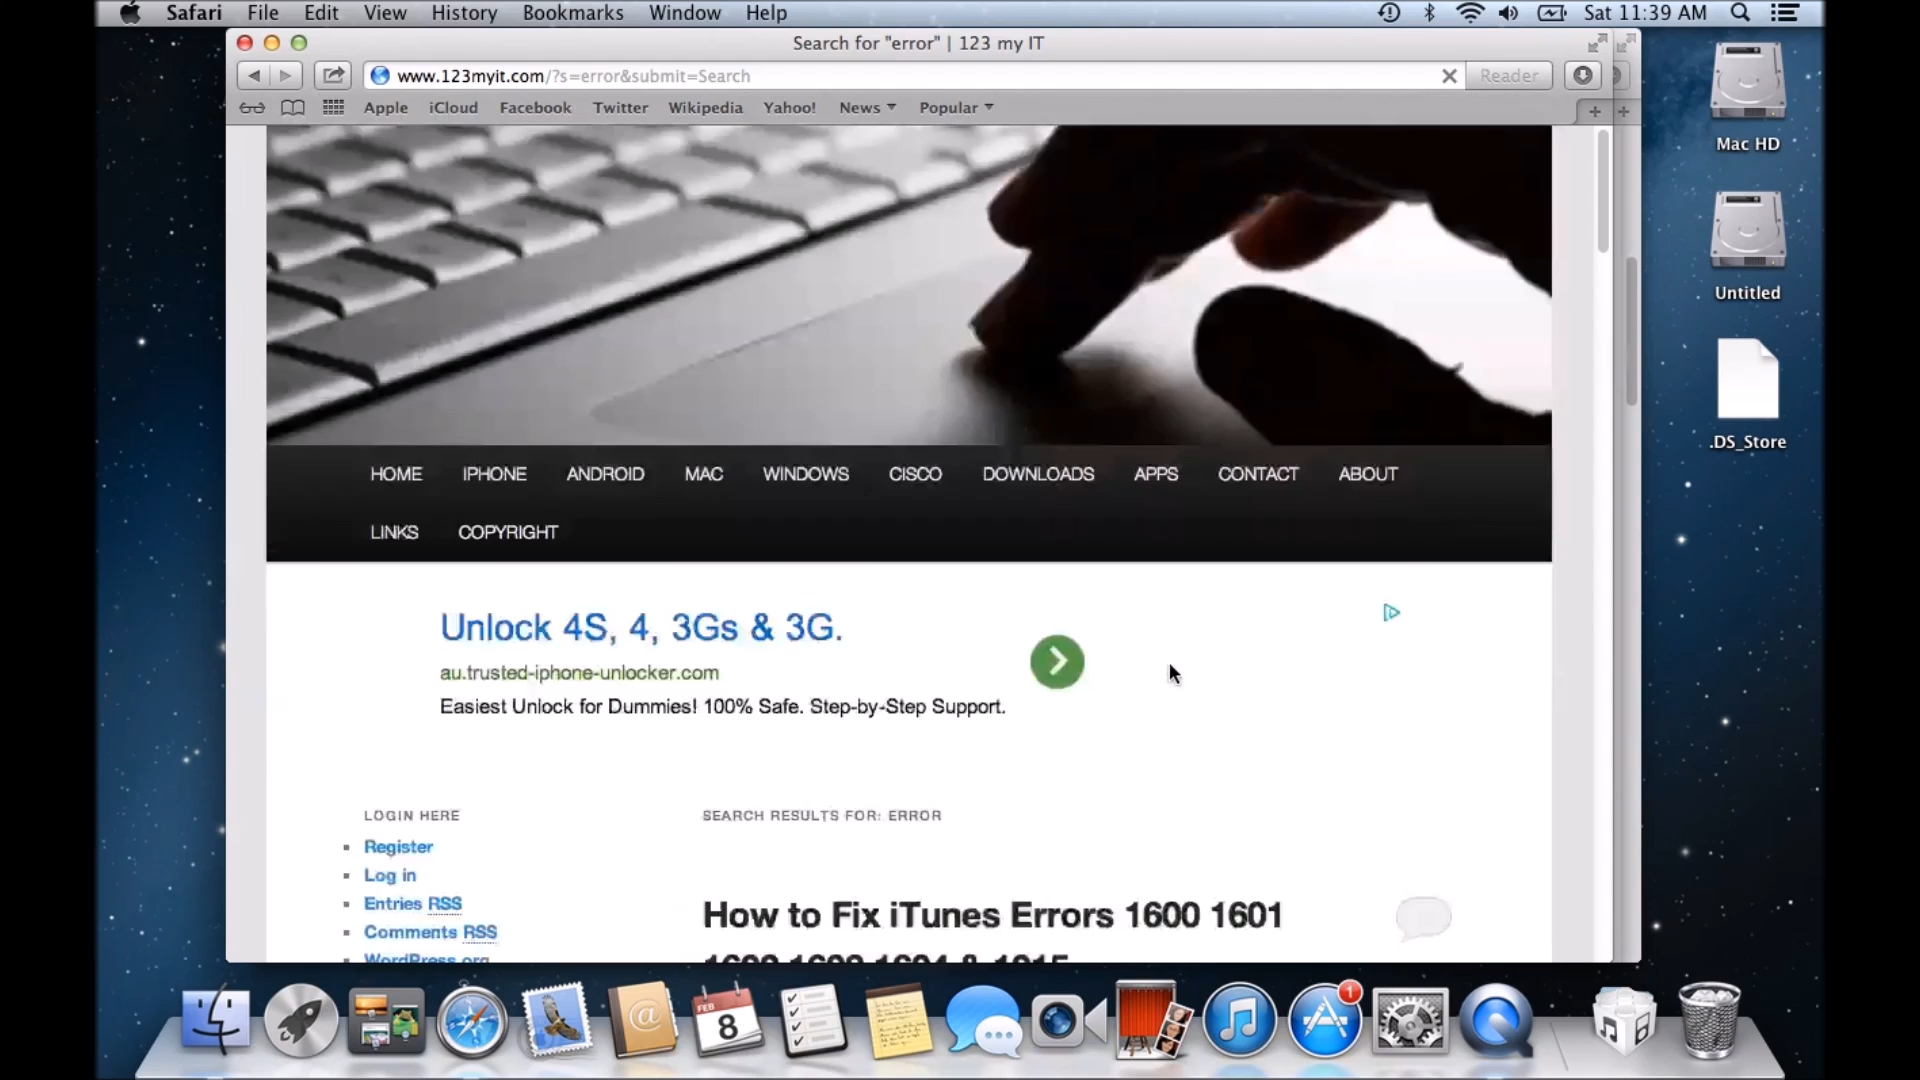 Safari File Edit View History Bookmarks Window Help
Sat 11:39 AM
Search for "error" | 123 my IT
www.123myit.com/?s=error&submit=Search
Reader
Apple iCloud Facebook Twitter Wikipedia Yahoo! News Popular
Mac HD
Untitled
.DS_Store
HOME IPHONE ANDROID MAC WINDOWS CISCO DOWNLOADS APPS CONTACT ABOUT
LINKS COPYRIGHT
Unlock 4S, 4, 3Gs & 3G.
au.trusted-iphone-unlocker.com
Easiest Unlock for Dummies! 100% Safe. Step-by-Step Support.
LOGIN HERE
Register
Log in
Entries RSS
Comments RSS
WordPress.org
SEARCH RESULTS FOR: ERROR
How to Fix iTunes Errors 1600 1601
FEB
8
1